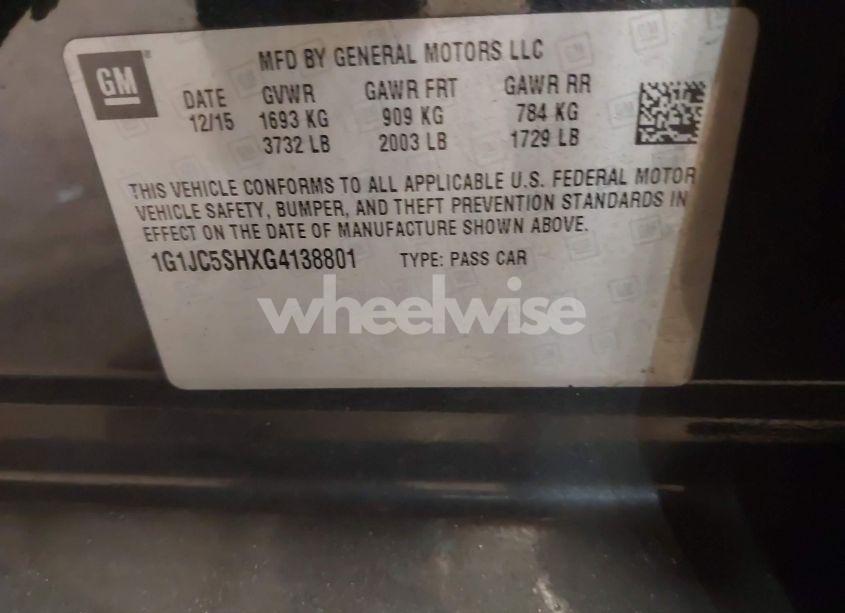 GM
MFD BY GENERAL MOTORS LLC
DATE GVWR GAWR FRT GAWR RR
12/15 1693 KG 909 KG 784 KG
3732 LB 2003 LB 1729 LB
THIS VEHICLE CONFORMS TO ALL APPLICABLE U.S. FEDERAL MOTOR
VEHICLE SAFETY, BUMPER, AND THEFT PREVENTION STANDARDS IN
EFFECT ON THE DATE OF MANUFACTURE SHOWN ABOVE.
1G1JC5SHXG4138801 TYPE: PASS CAR
wheelwise